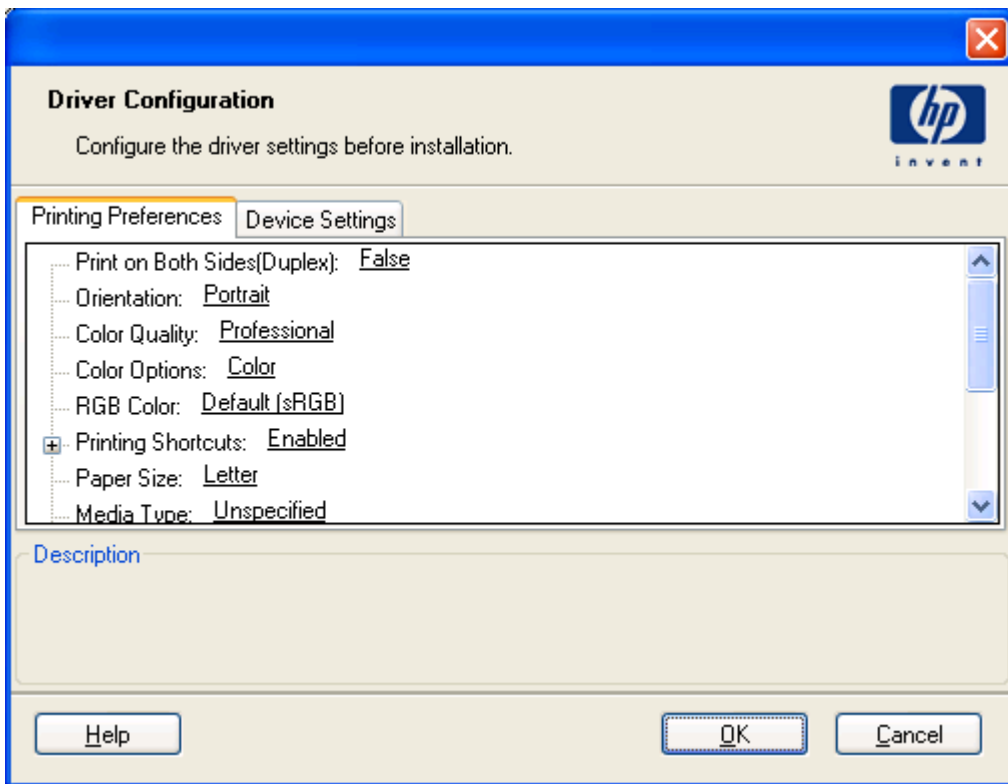 Driver Configuration
Configure the driver settings before installation.
hp
invent
Printing Preferences
Device Settings
Print on Both Sides(Duplex): False
Orientation: Portrait
Color Quality: Professional
Color Options: Color
RGB Color: Default (sRGB)
Printing Shortcuts: Enabled
Paper Size: Letter
Media Type: Unspecified
Description
Help
OK
Cancel